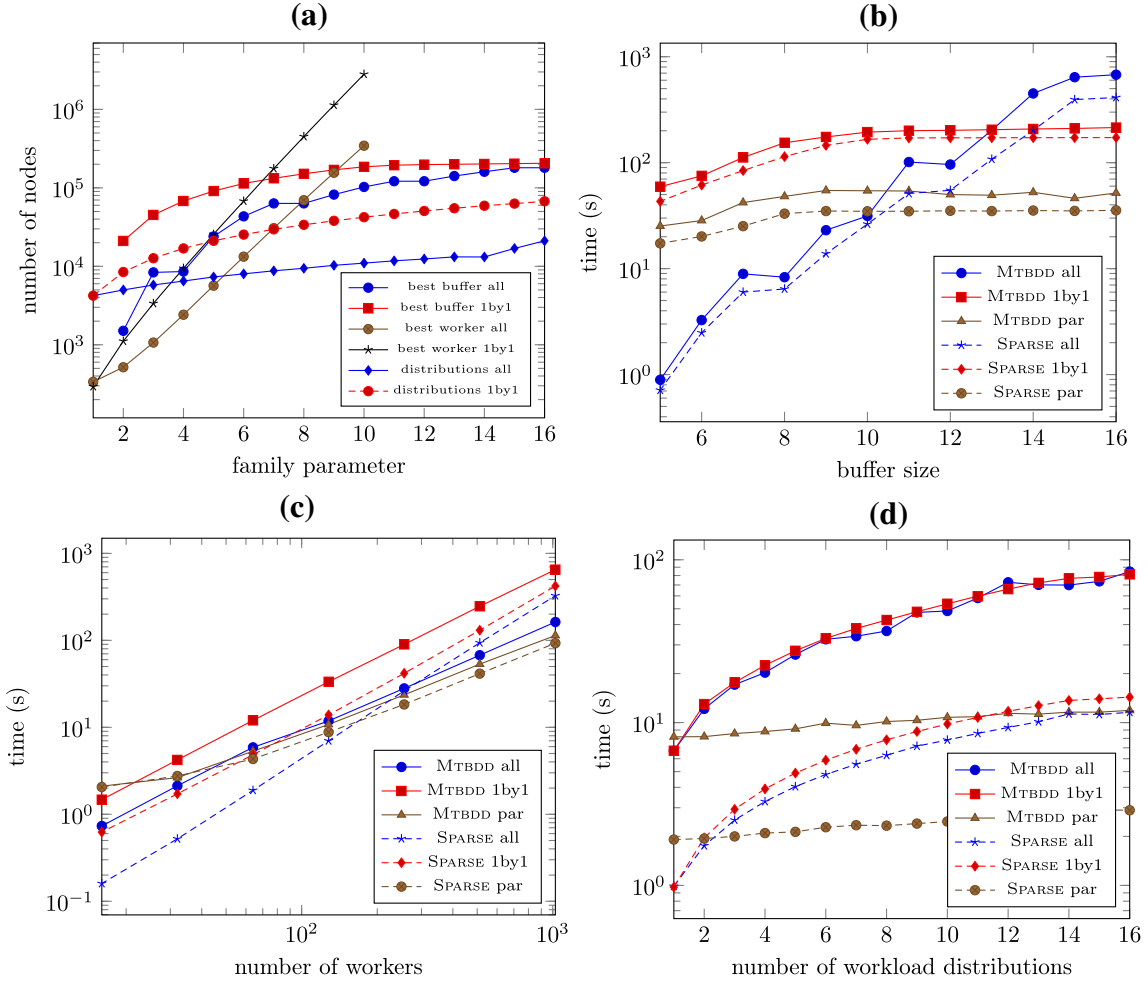 (a)
number of nodes
10^6
10^5
10^4
10^3
2 4 6 8 10 12 14 16
family parameter
best buffer all
best buffer 1by1
best worker all
best worker 1by1
distributions all
distributions 1by1
(b)
time (s)
10^3
10^2
10^1
10^0
6 8 10 12 14 16
buffer size
MTBDD all
MTBDD 1by1
MTBDD par
SPARSE all
SPARSE 1by1
SPARSE par
(c)
time (s)
10^3
10^2
10^1
10^0
10^−1
10^2 10^3
number of workers
MTBDD all
MTBDD 1by1
MTBDD par
SPARSE all
SPARSE 1by1
SPARSE par
(d)
time (s)
10^2
10^1
10^0
2 4 6 8 10 12 14 16
number of workload distributions
MTBDD all
MTBDD 1by1
MTBDD par
SPARSE all
SPARSE 1by1
SPARSE par